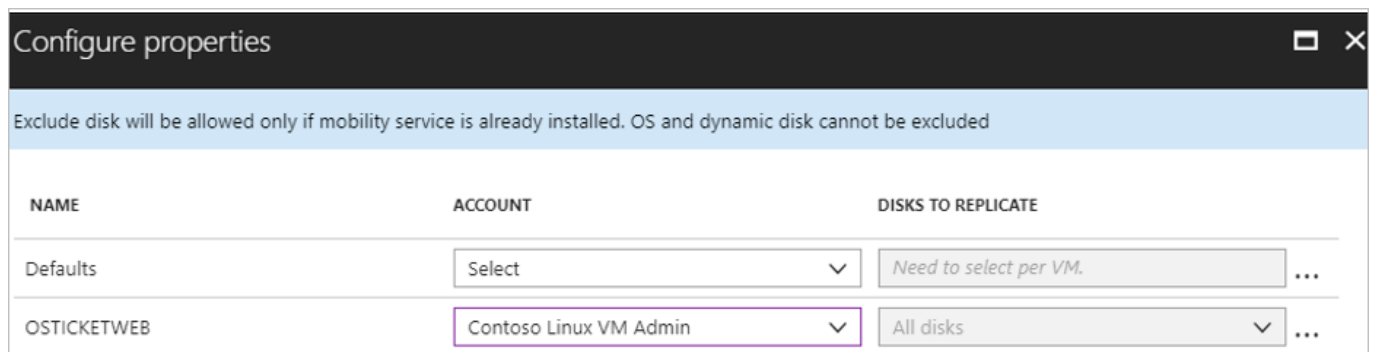 Configure properties
Exclude disk will be allowed only if mobility service is already installed. OS and dynamic disk cannot be excluded
NAME ACCOUNT DISKS TO REPLICATE
Defaults Select Need to select per VM. ...
OSTICKETWEB Contoso Linux VM Admin All disks ...